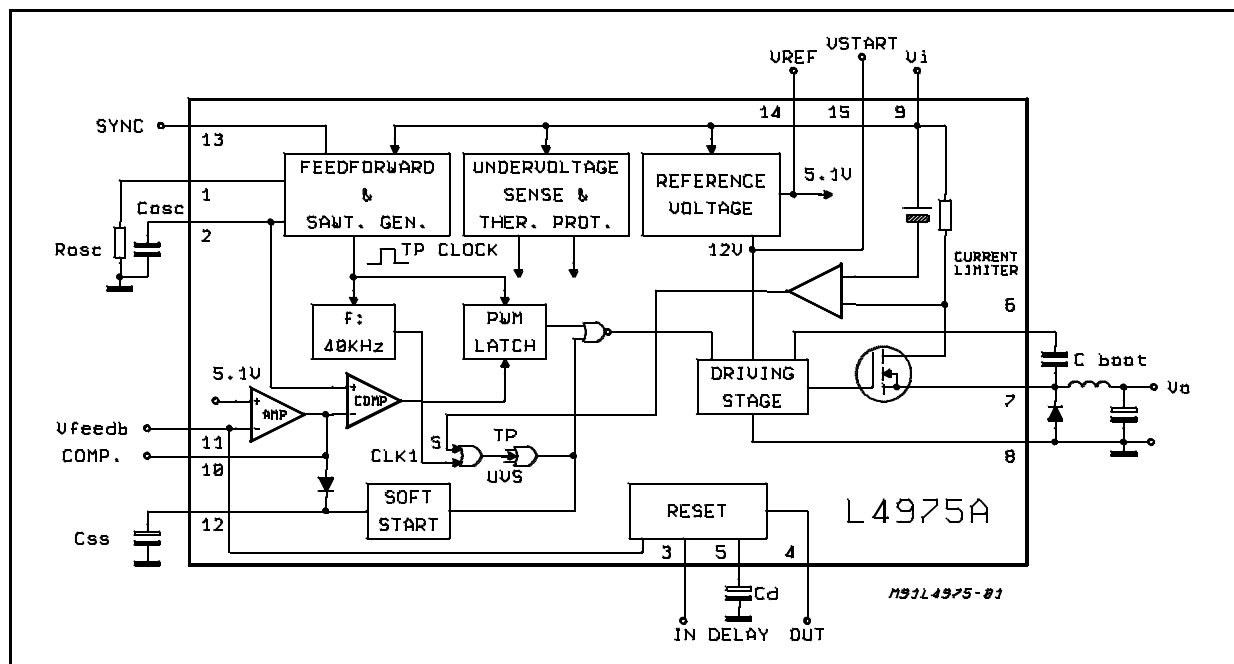 VREF
VSTART
Vi
14
15
9
SYNC
13
FEEDFORWARD
&
SAWT. GEN.
UNDERVOLTAGE
SENSE &
THER. PROT.
REFERENCE
VOLTAGE
5.1V
1
Cosc
2
Rosc
TP CLOCK
12V
CURRENT
LIMITER
6
F:
40KHz
PWM
LATCH
C boot
5.1V
+
AMP
-
+
COMP
-
DRIVING
STAGE
7
Vo
Vfeedb
11
COMP.
10
S
CLK1
TP
UVS
8
12
SOFT
START
Css
RESET
3
5
4
L4975A
Cd
M91L4975-01
IN
DELAY
OUT